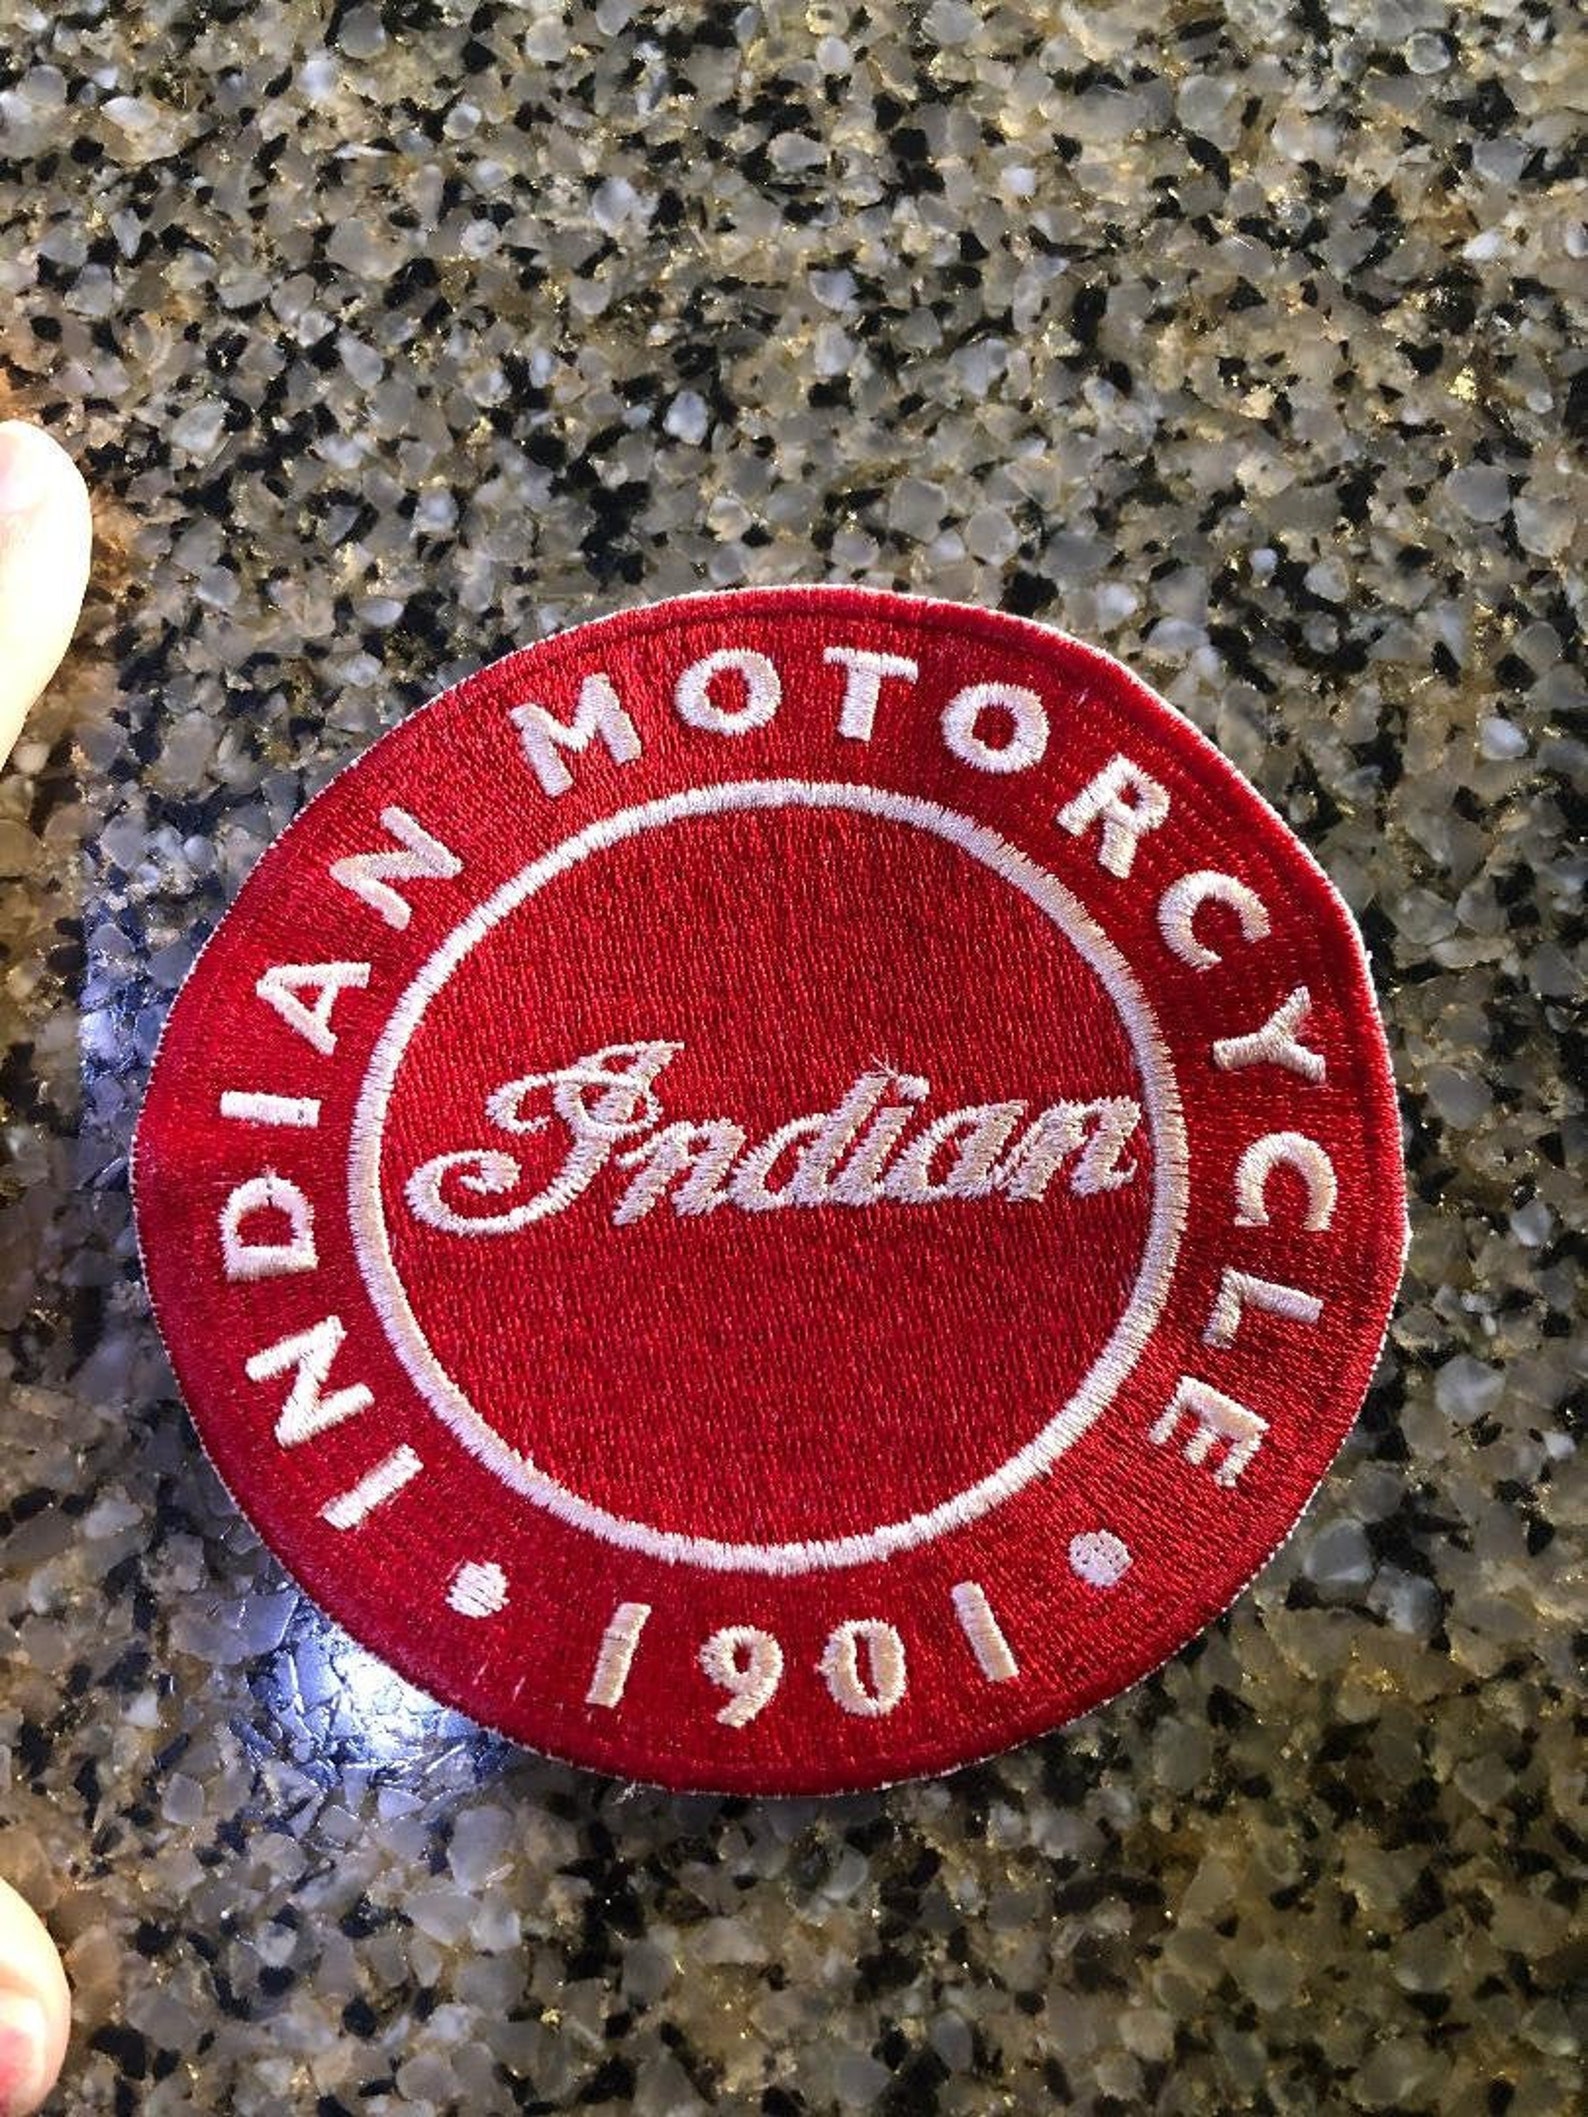 INDIAN MOTORCYCLE
Indian
• 1901 •